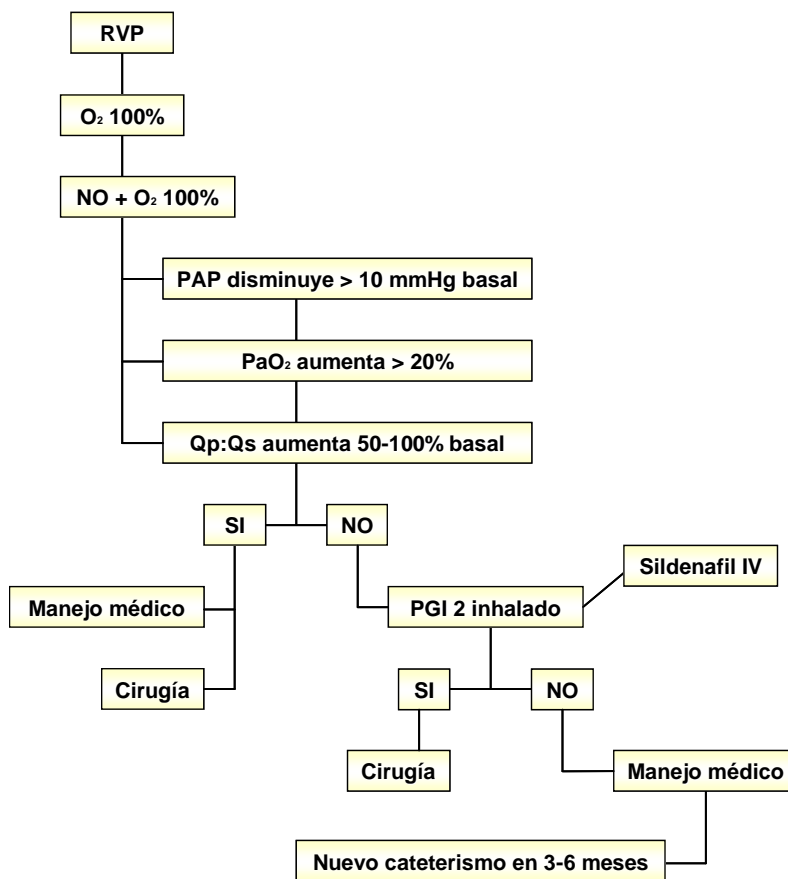 RVP
O₂ 100%
NO + O₂ 100%
PAP disminuye > 10 mmHg basal
PaO₂ aumenta > 20%
Qp:Qs aumenta 50-100% basal
SI
NO
Sildenafil IV
Manejo médico
PGI 2 inhalado
Cirugía
SI
NO
Cirugía
Manejo médico
Nuevo cateterismo en 3-6 meses